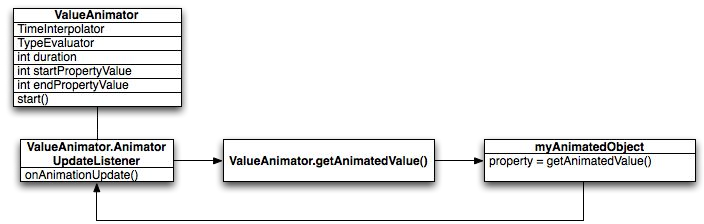 ValueAnimator
TimeInterpolator
TypeEvaluator
int duration
int startPropertyValue
int endPropertyValue
start()
ValueAnimator.Animator
UpdateListener
onAnimationUpdate()
ValueAnimator.getAnimatedValue()
myAnimatedObject
property = getAnimatedValue()